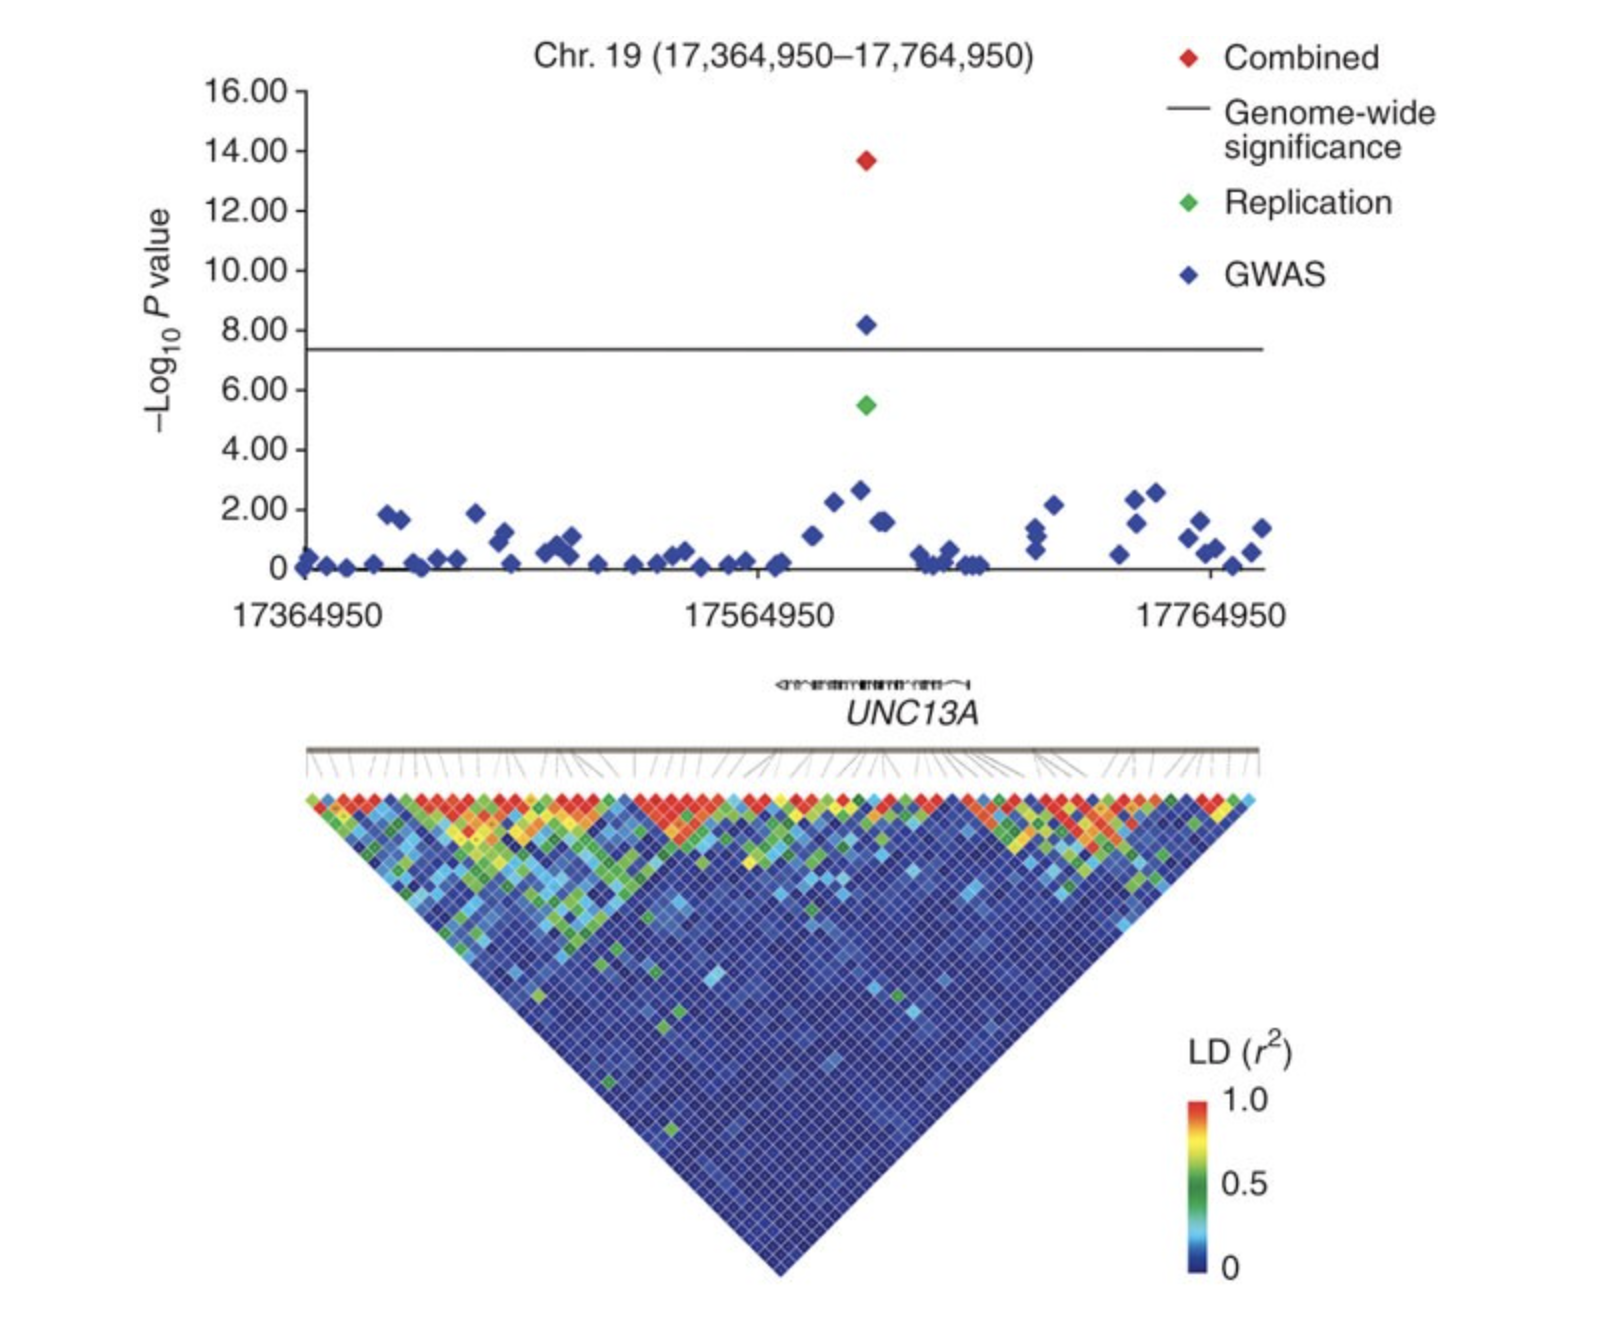 Chr. 19 (17,364,950–17,764,950)
Combined
Genome-wide
significance
Replication
GWAS
–Log10 P value
16.00
14.00
12.00
10.00
8.00
6.00
4.00
2.00
0
17364950 17564950 17764950
UNC13A
LD (r2)
1.0
0.5
0